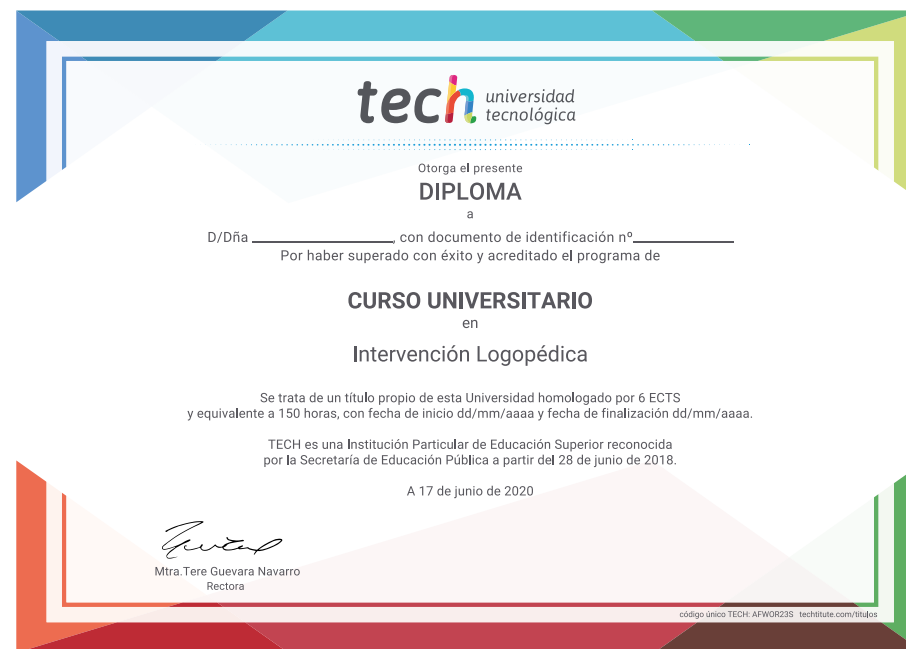 tech universidad
tecnológica
Otorga el presente
DIPLOMA
a
D/Dña ____________________, con documento de identificación nº______________
Por haber superado con éxito y acreditado el programa de
CURSO UNIVERSITARIO
en
Intervención Logopédica
Se trata de un título propio de esta Universidad homologado por 6 ECTS
y equivalente a 150 horas, con fecha de inicio dd/mm/aaaa y fecha de finalización dd/mm/aaaa.
TECH es una Institución Particular de Educación Superior reconocida
por la Secretaría de Educación Pública a partir del 28 de junio de 2018.
A 17 de junio de 2020
Mtra.Tere Guevara Navarro
Rectora
código único TECH: AFWOR23S techtitute.com/titulos